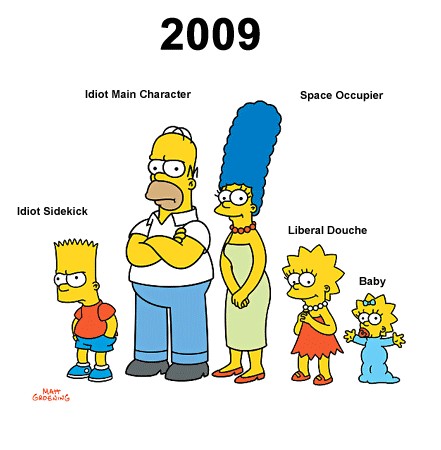 2009
Idiot Main Character
Space Occupier
Idiot Sidekick
Liberal Douche
Baby
MATT
GROENING